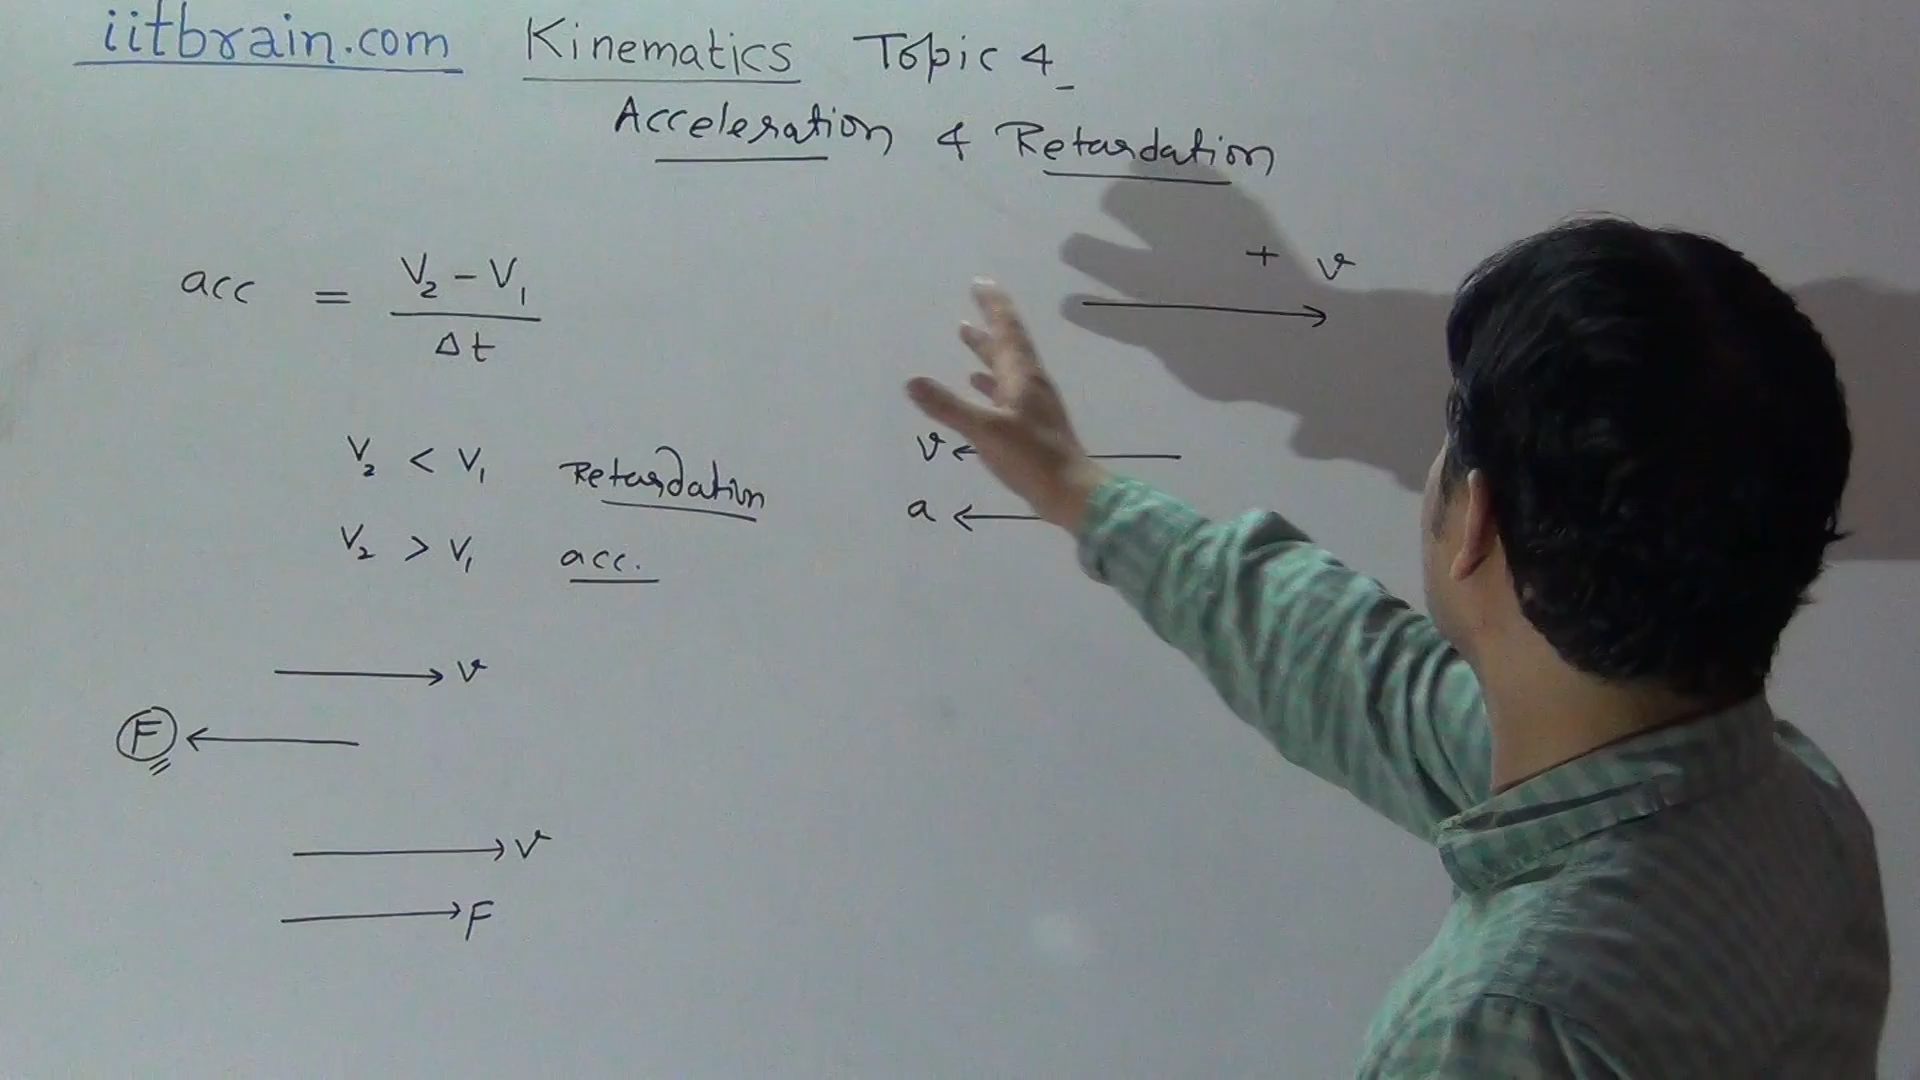 iitbrain.com Kinematics Topic 4
Acceleration & Retardation
acc = V₂ - V₁ / Δt
+ v
V₂ < V₁ Retardation
V₂ > V₁ acc.
v
a
v
F
v
F